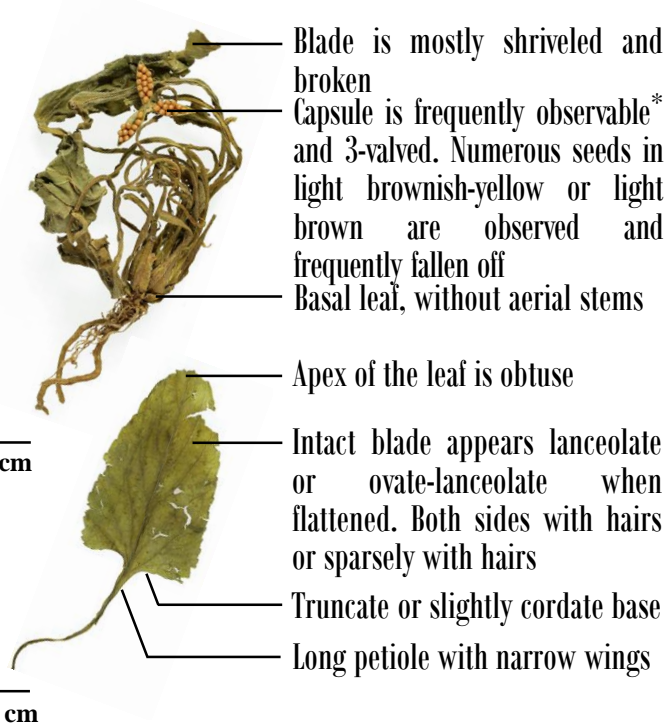 Blade is mostly shriveled and
broken
Capsule is frequently observable*
and 3-valved. Numerous seeds in
light brownish-yellow or light
brown are observed and
frequently fallen off
Basal leaf, without aerial stems
Apex of the leaf is obtuse
cm
Intact blade appears lanceolate
or ovate-lanceolate when
flattened. Both sides with hairs
or sparsely with hairs
Truncate or slightly cordate base
Long petiole with narrow wings
cm